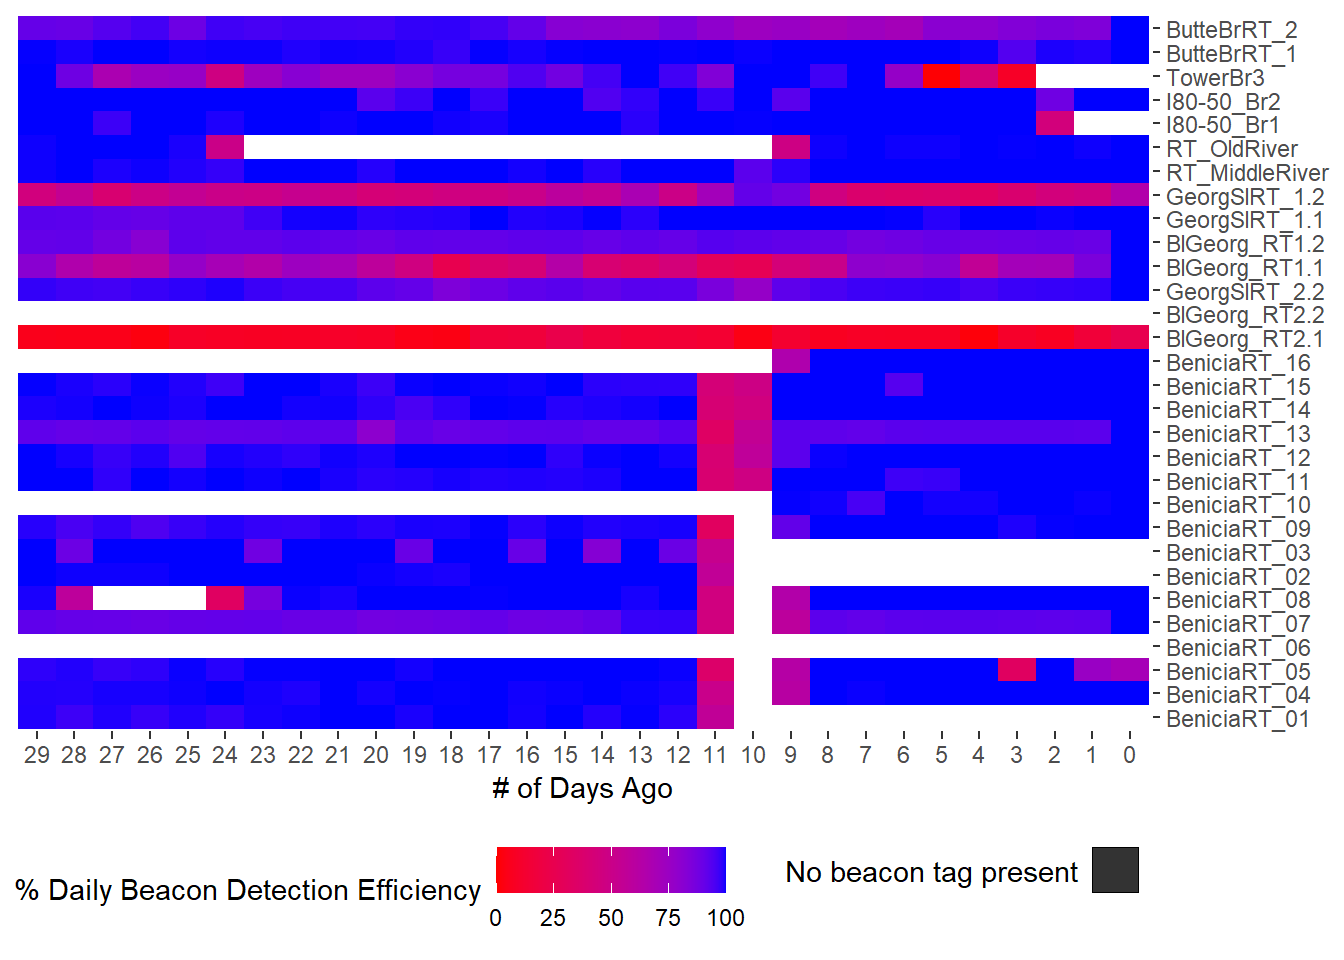 ButteBrRT_2
ButteBrRT_1
TowerBr3
I80-50_Br2
I80-50_Br1
RT_OldRiver
RT_MiddleRiver
GeorgSlRT_1.2
GeorgSlRT_1.1
BlGeorg_RT1.2
BlGeorg_RT1.1
GeorgSlRT_2.2
BlGeorg_RT2.2
BlGeorg_RT2.1
BeniciaRT_16
BeniciaRT_15
BeniciaRT_14
BeniciaRT_13
BeniciaRT_12
BeniciaRT_11
BeniciaRT_10
BeniciaRT_09
BeniciaRT_03
BeniciaRT_02
BeniciaRT_08
BeniciaRT_07
BeniciaRT_06
BeniciaRT_05
BeniciaRT_04
BeniciaRT_01
29 28 27 26 25 24 23 22 21 20 19 18 17 16 15 14 13 12 11 10 9 8 7 6 5 4 3 2 1 0
# of Days Ago
% Daily Beacon Detection Efficiency
0 25 50 75 100
No beacon tag present